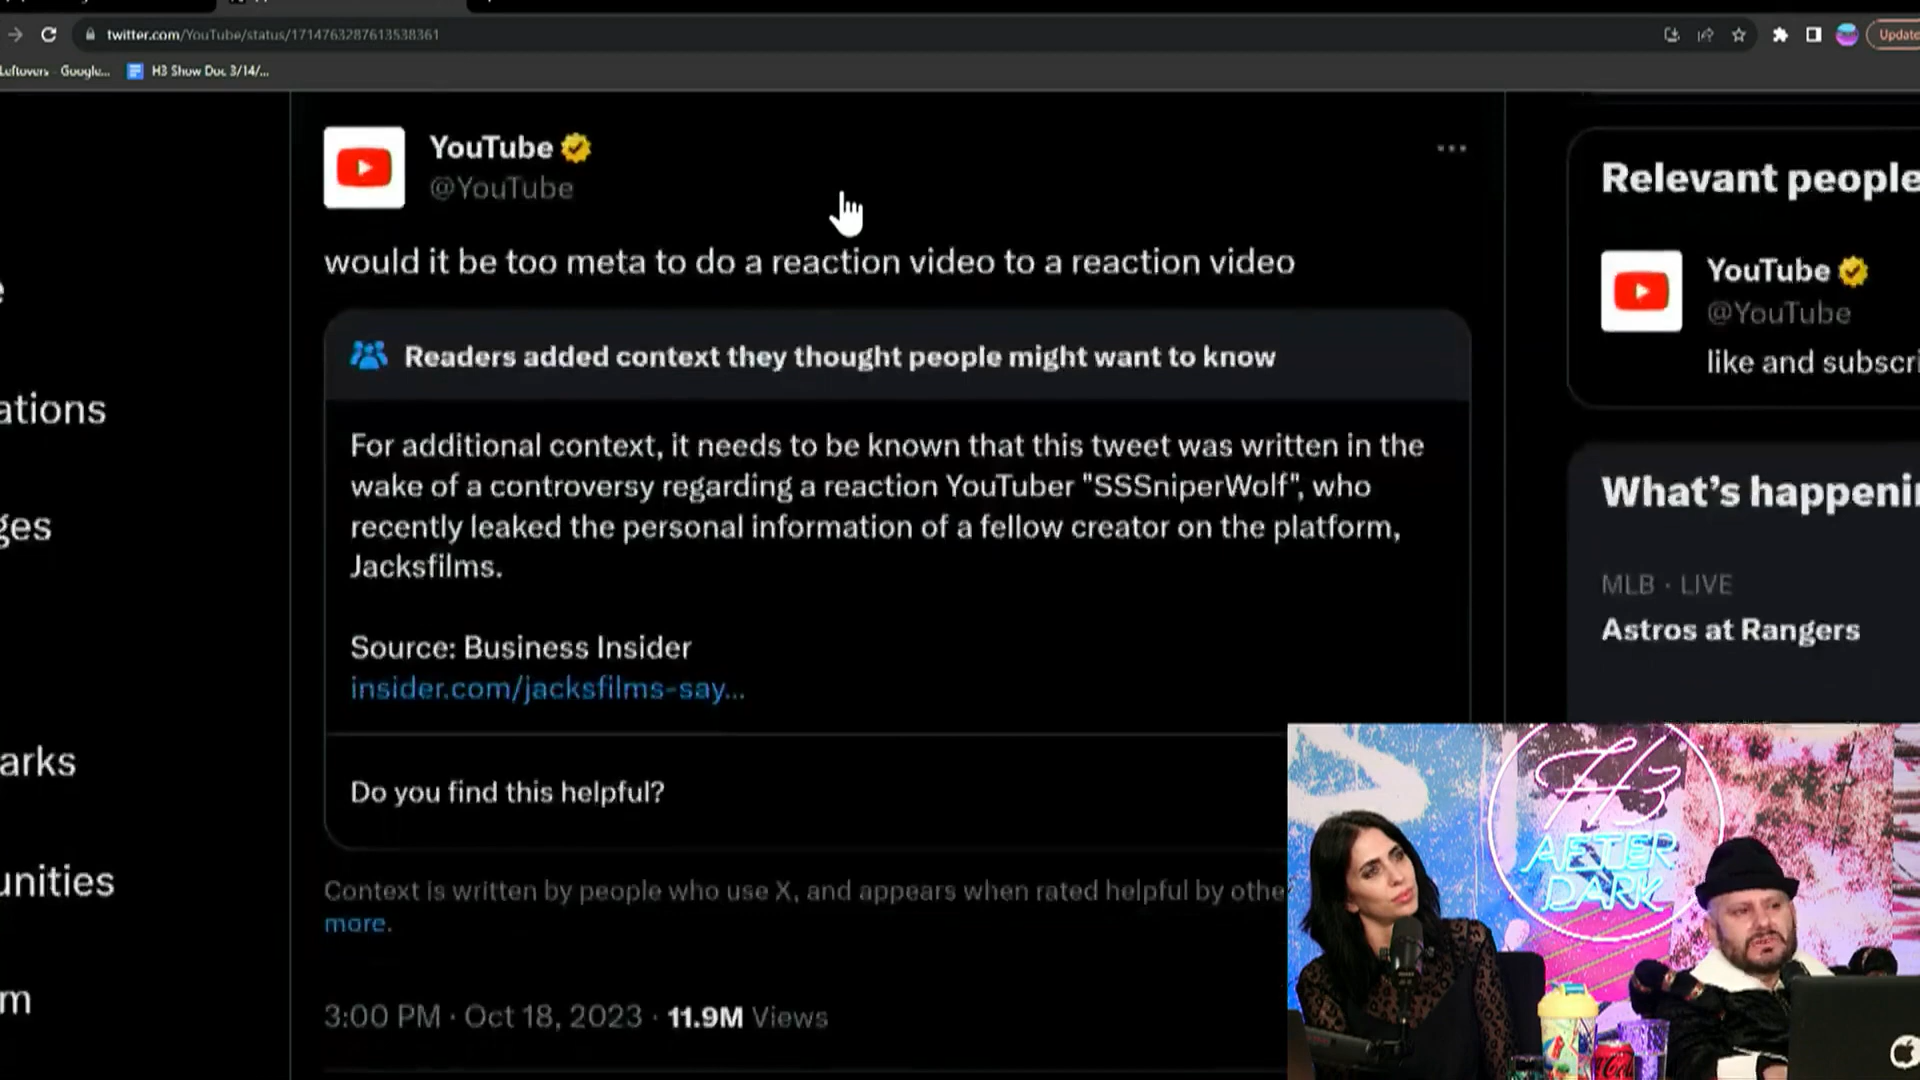 twitter.com/YouTube/status/1714763287613538361
Leftovers - Google...
H3 Show Doc 3/14/...
YouTube
@YouTube
would it be too meta to do a reaction video to a reaction video
Readers added context they thought people might want to know
For additional context, it needs to be known that this tweet was written in the
wake of a controversy regarding a reaction YouTuber "SSSniperWolf", who
recently leaked the personal information of a fellow creator on the platform,
Jacksfilms.
Source: Business Insider
insider.com/jacksfilms-say...
Do you find this helpful?
Context is written by people who use X, and appears when rated helpful by othe
more.
3:00 PM · Oct 18, 2023 · 11.9M Views
Update
Relevant people
YouTube
@YouTube
like and subscri
What's happeni
MLB · LIVE
Astros at Rangers
e
ations
ges
arks
unities
m
H3
AFTER
DARK